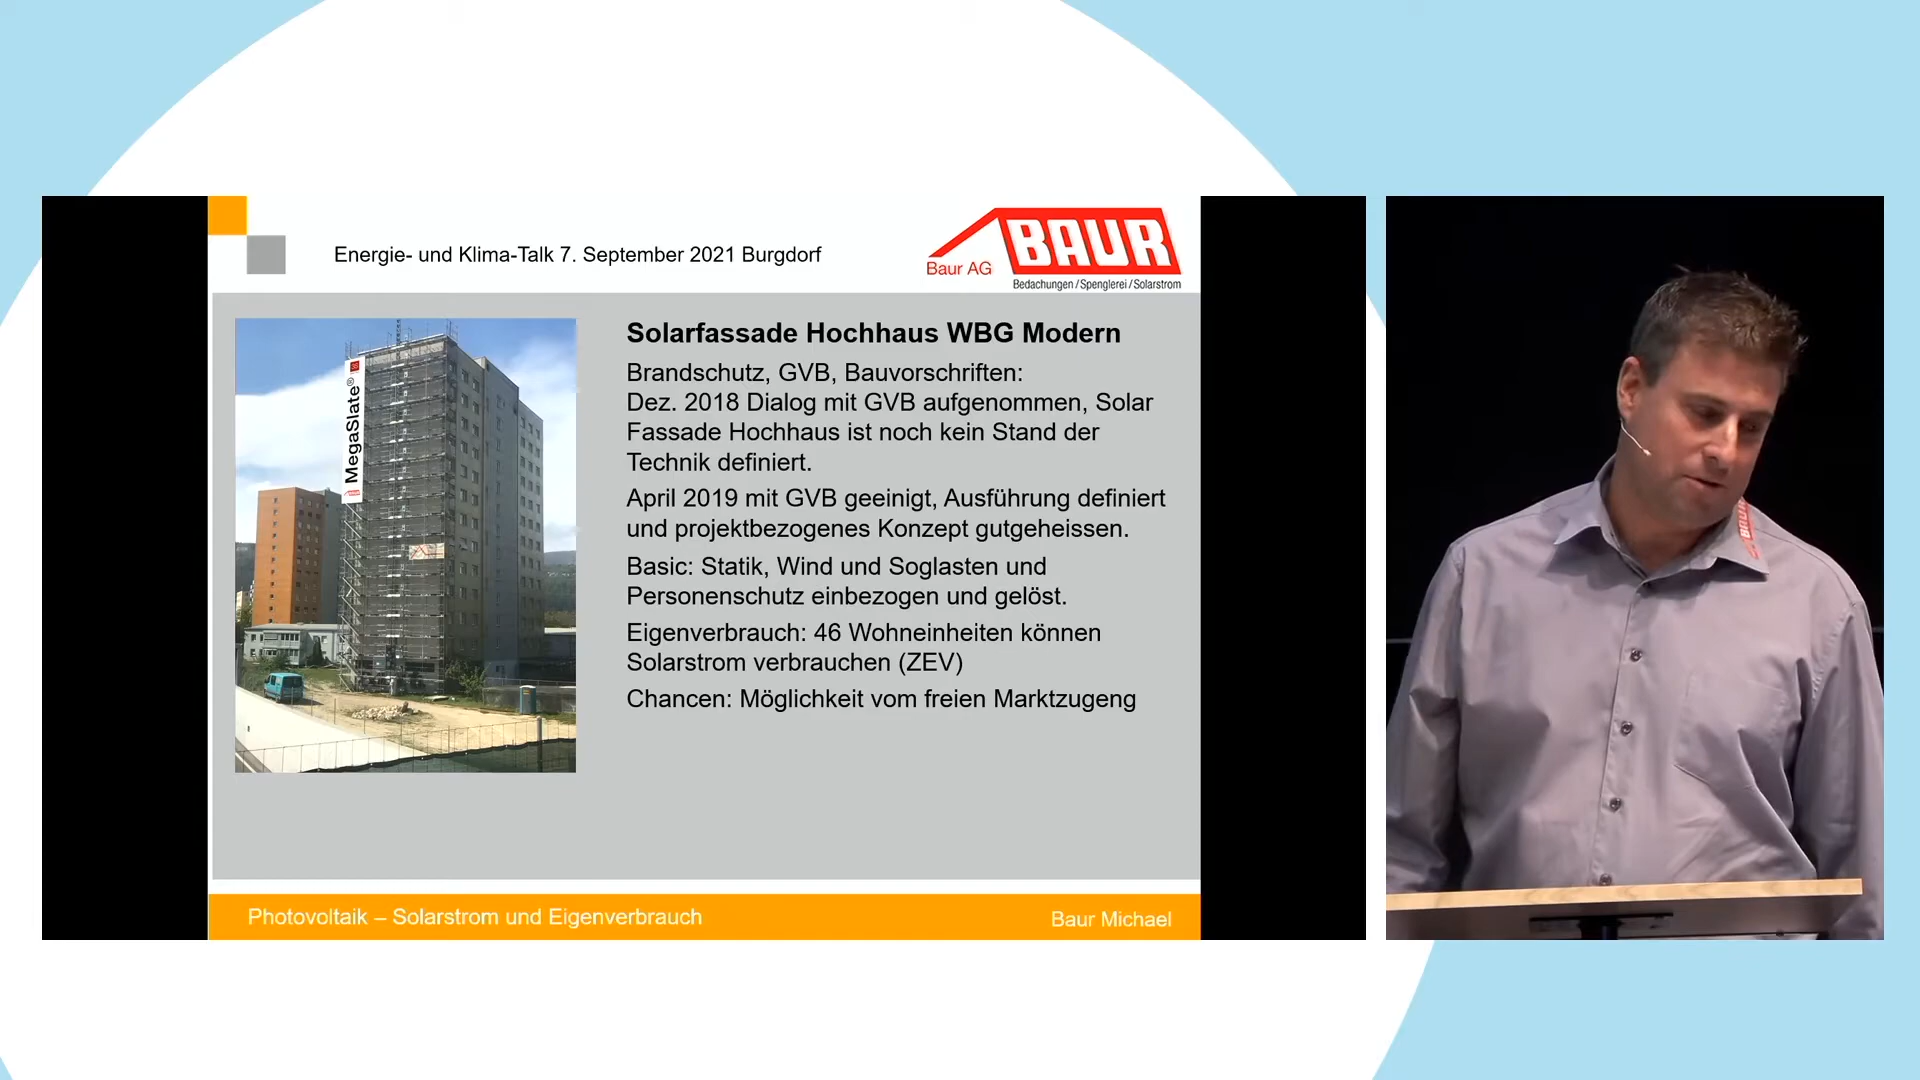 Energie- und Klima-Talk 7. September 2021 Burgdorf
BAUR
Baur AG
Bedachungen / Spenglerei / Solarstrom
MegaSlate®
Solarfassade Hochhaus WBG Modern
Brandschutz, GVB, Bauvorschriften:
Dez. 2018 Dialog mit GVB aufgenommen, Solar
Fassade Hochhaus ist noch kein Stand der
Technik definiert.
April 2019 mit GVB geeinigt, Ausführung definiert
und projektbezogenes Konzept gutgeheissen.
Basic: Statik, Wind und Soglasten und
Personenschutz einbezogen und gelöst.
Eigenverbrauch: 46 Wohneinheiten können
Solarstrom verbrauchen (ZEV)
Chancen: Möglichkeit vom freien Marktzugeng
Photovoltaik – Solarstrom und Eigenverbrauch
Baur Michael
BAUR